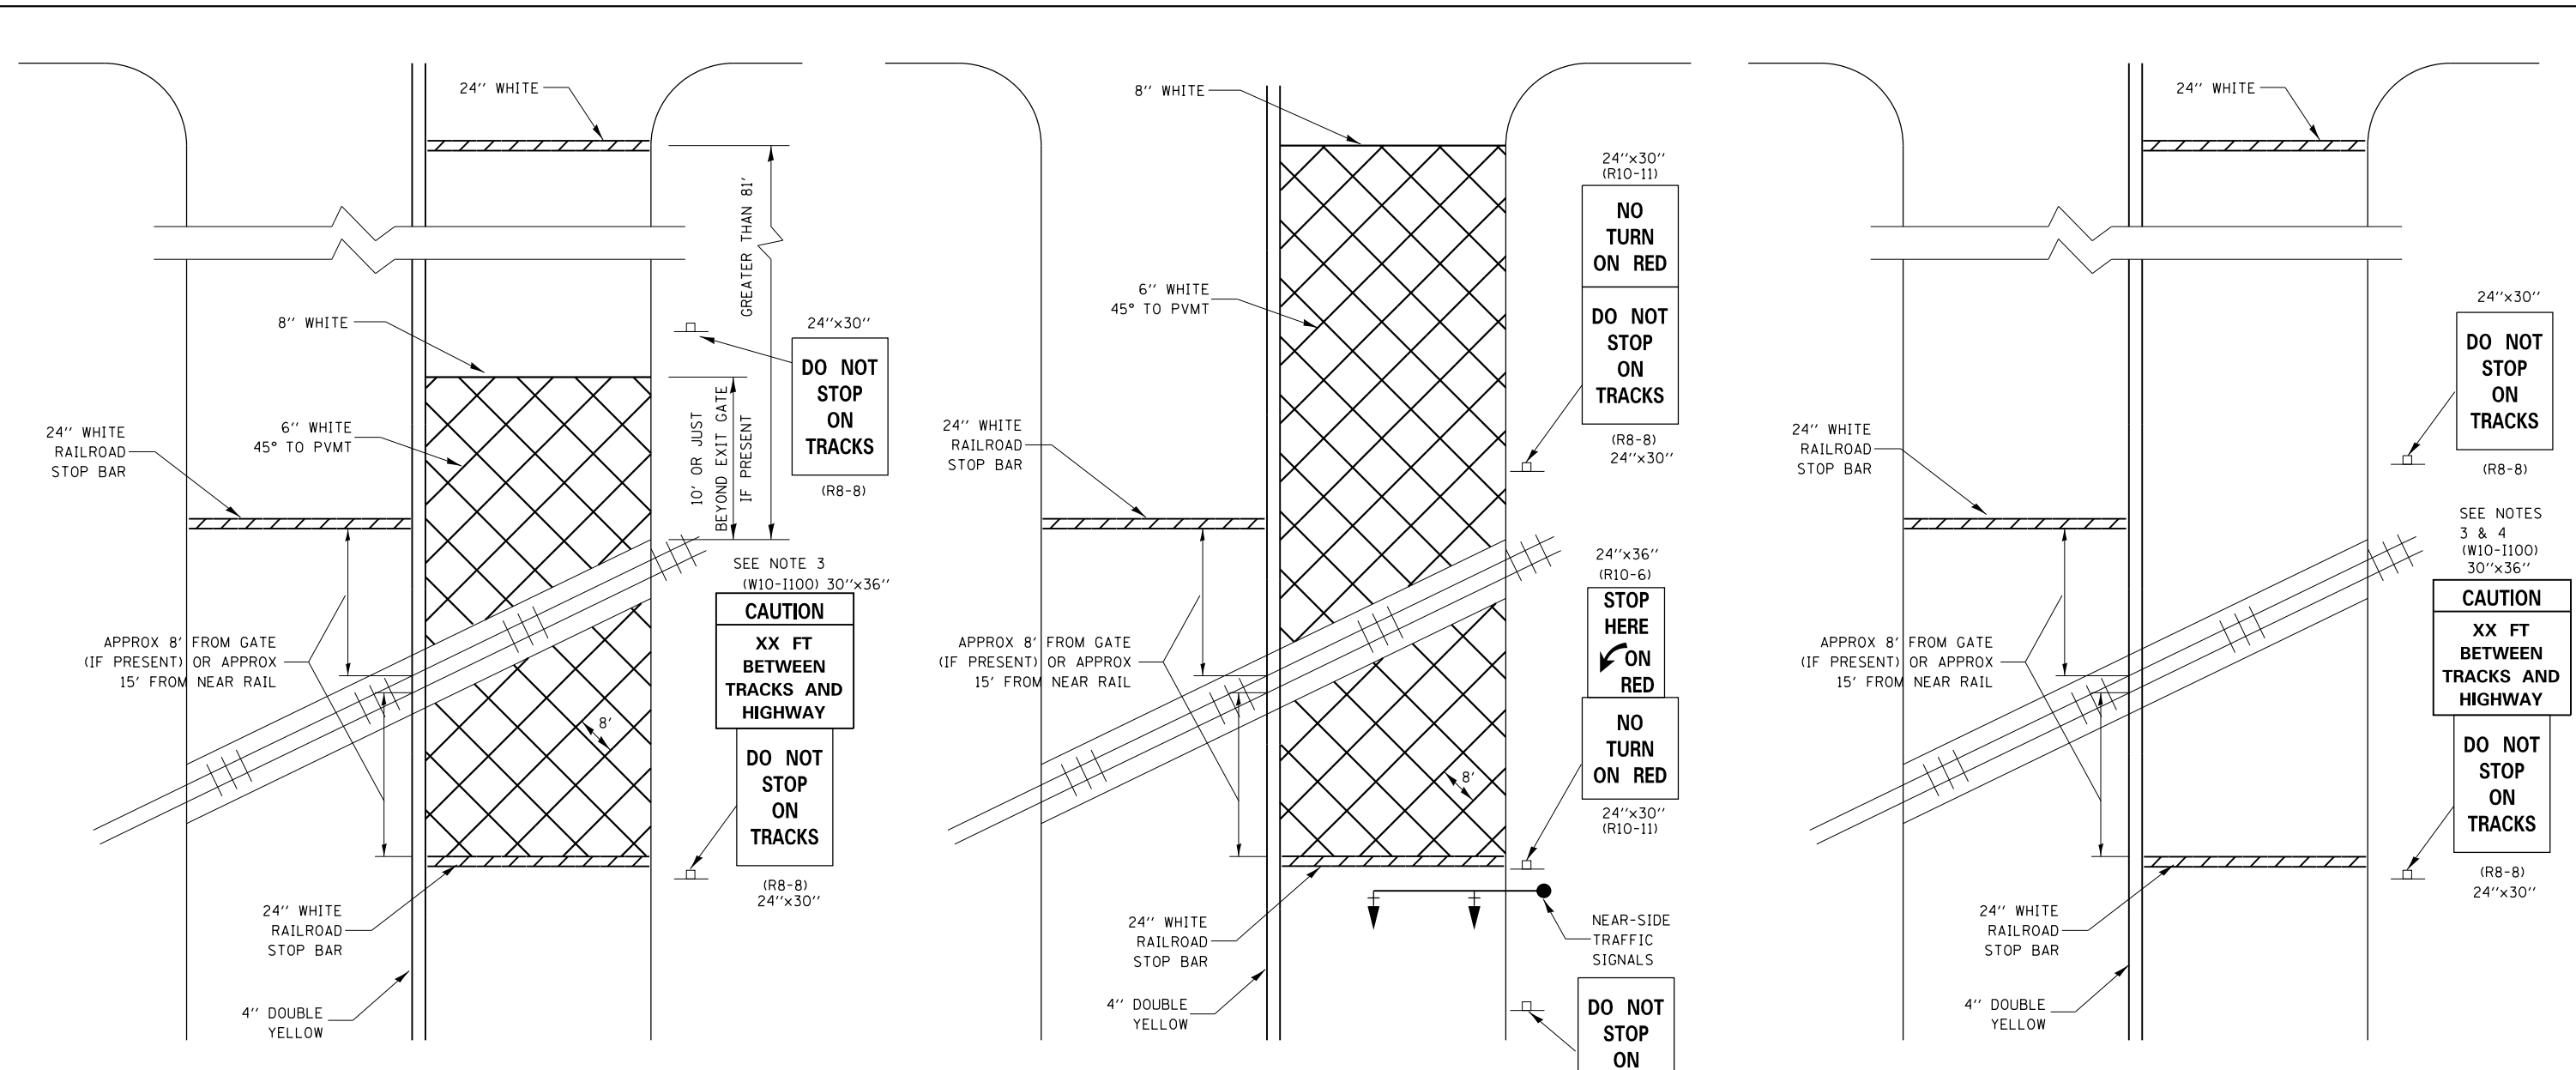 24'' WHITE
GREATER THAN 81'
8'' WHITE
24''x30''
DO NOT
STOP
ON
TRACKS
(R8-8)
6'' WHITE
45° TO PVMT
24'' WHITE
RAILROAD
STOP BAR
10' OR JUST
BEYOND EXIT GATE
IF PRESENT
SEE NOTE 3
(W10-I100) 30''x36''
CAUTION
XX FT
BETWEEN
TRACKS AND
HIGHWAY
DO NOT
STOP
ON
TRACKS
(R8-8)
24''x30''
APPROX 8' FROM GATE
(IF PRESENT) OR APPROX
15' FROM NEAR RAIL
8'
24'' WHITE
RAILROAD
STOP BAR
4'' DOUBLE
YELLOW
8'' WHITE
24''x30''
(R10-11)
NO
TURN
ON RED
DO NOT
STOP
ON
TRACKS
(R8-8)
24''x30''
6'' WHITE
45° TO PVMT
24'' WHITE
RAILROAD
STOP BAR
24''x36''
(R10-6)
STOP
HERE
ON
RED
NO
TURN
ON RED
24''x30''
(R10-11)
APPROX 8' FROM GATE
(IF PRESENT) OR APPROX
15' FROM NEAR RAIL
8'
24'' WHITE
RAILROAD
STOP BAR
NEAR-SIDE
TRAFFIC
SIGNALS
4'' DOUBLE
YELLOW
DO NOT
STOP
ON
24'' WHITE
24''x30''
DO NOT
STOP
ON
TRACKS
(R8-8)
24'' WHITE
RAILROAD
STOP BAR
SEE NOTES
3 & 4
(W10-I100)
30''x36''
CAUTION
XX FT
BETWEEN
TRACKS AND
HIGHWAY
DO NOT
STOP
ON
TRACKS
(R8-8)
24''x30''
APPROX 8' FROM GATE
(IF PRESENT) OR APPROX
15' FROM NEAR RAIL
24'' WHITE
RAILROAD
STOP BAR
4'' DOUBLE
YELLOW